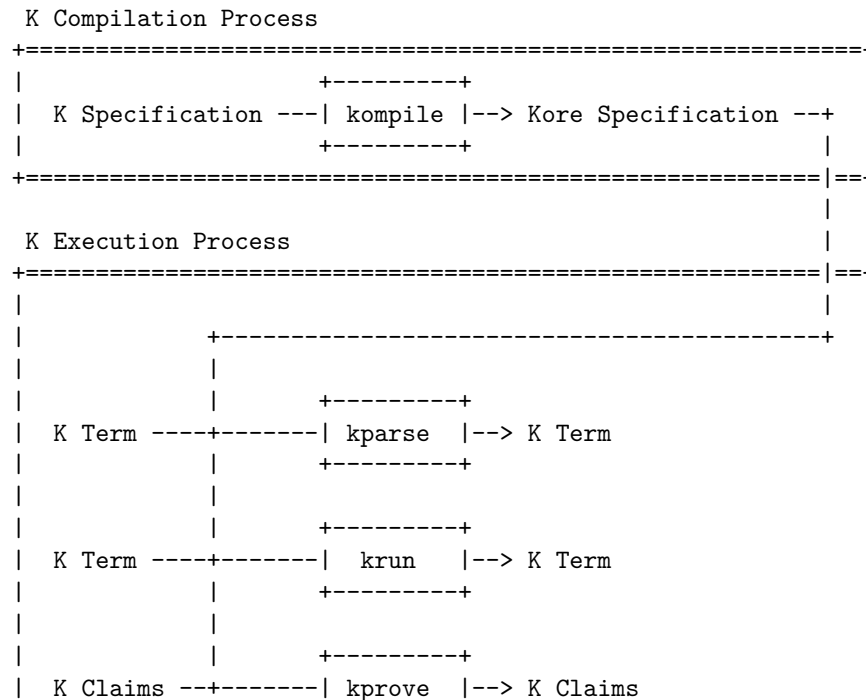 K Compilation Process
K Specification ---| kompile |--> Kore Specification --+
K Execution Process
K Term ----+-------| kparse |--> K Term
K Term ----+-------| krun |--> K Term
K Claims --+-------| kprove |--> K Claims